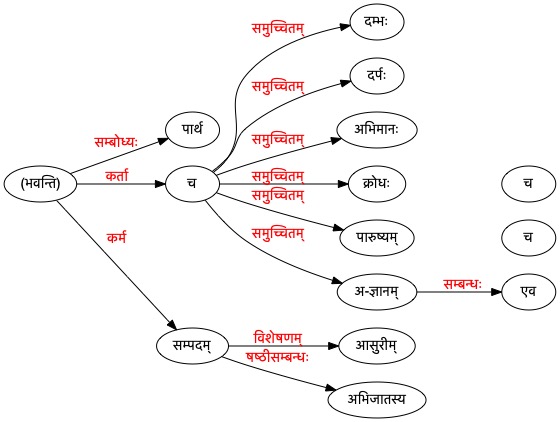 दम्भः
समुच्चितम्
दर्पः
समुच्चितम्
पार्थ
अभिमानः
सम्बोध्यः
समुच्चितम्
(भवन्ति)
कर्ता
च
समुच्चितम्
क्रोधः
च
समुच्चितम्
पारुष्यम्
च
कर्म
समुच्चितम्
अ-ज्ञानम्
सम्बन्धः
एव
सम्पदम्
विशेषणम्
आसुरीम्
षष्ठीसम्बन्धः
अभिजातस्य